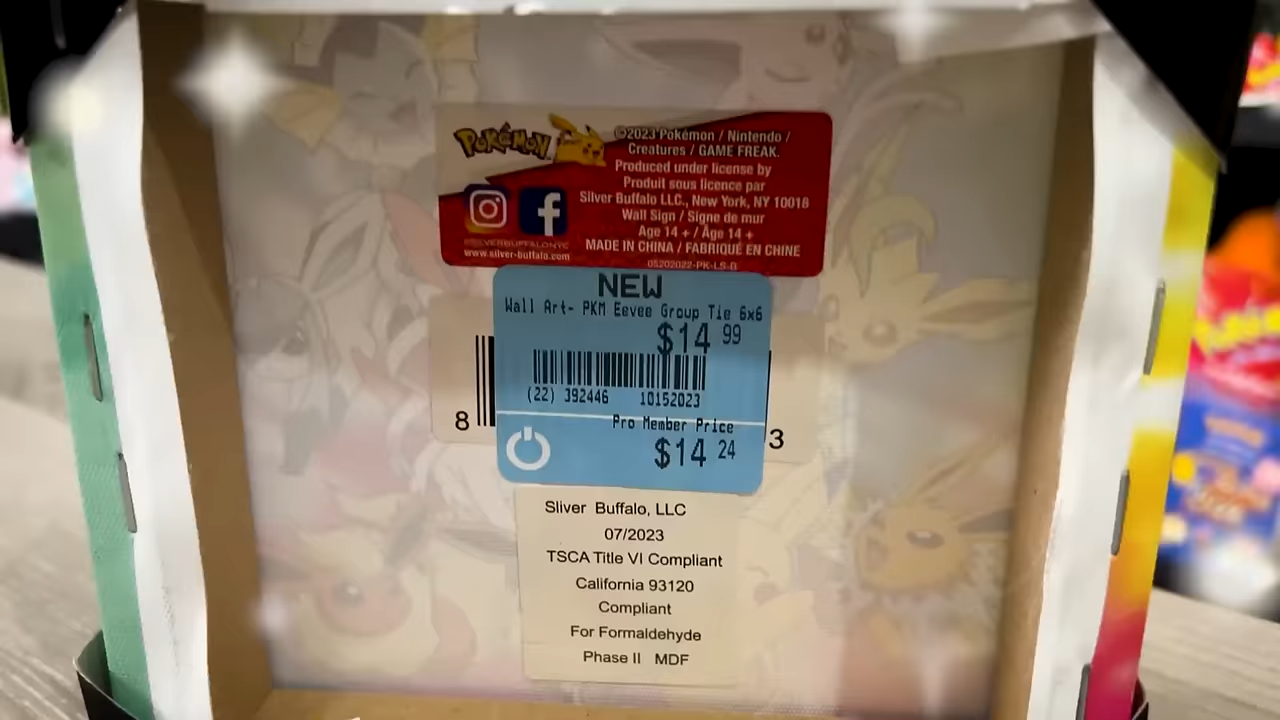 POKÉMON
©2023 Pokémon / Nintendo /
Creatures / GAME FREAK.
Produced under license by
Produit sous licence par
Silver Buffalo LLC., New York, NY 10018
Wall Sign / Signe de mur
Age 14 + / Âge 14 +
MADE IN CHINA / FABRIQUÉ EN CHINE
05202022-PK-LS-B
@SILVERBUFFALONYC
www.silver-buffalo.com
NEW
Wall Art- PKM Eevee Group Tie 6x6
$14 99
(22) 392446 10152023
Pro Member Price
$14 24
8 3
Sliver Buffalo, LLC
07/2023
TSCA Title VI Compliant
California 93120
Compliant
For Formaldehyde
Phase II MDF